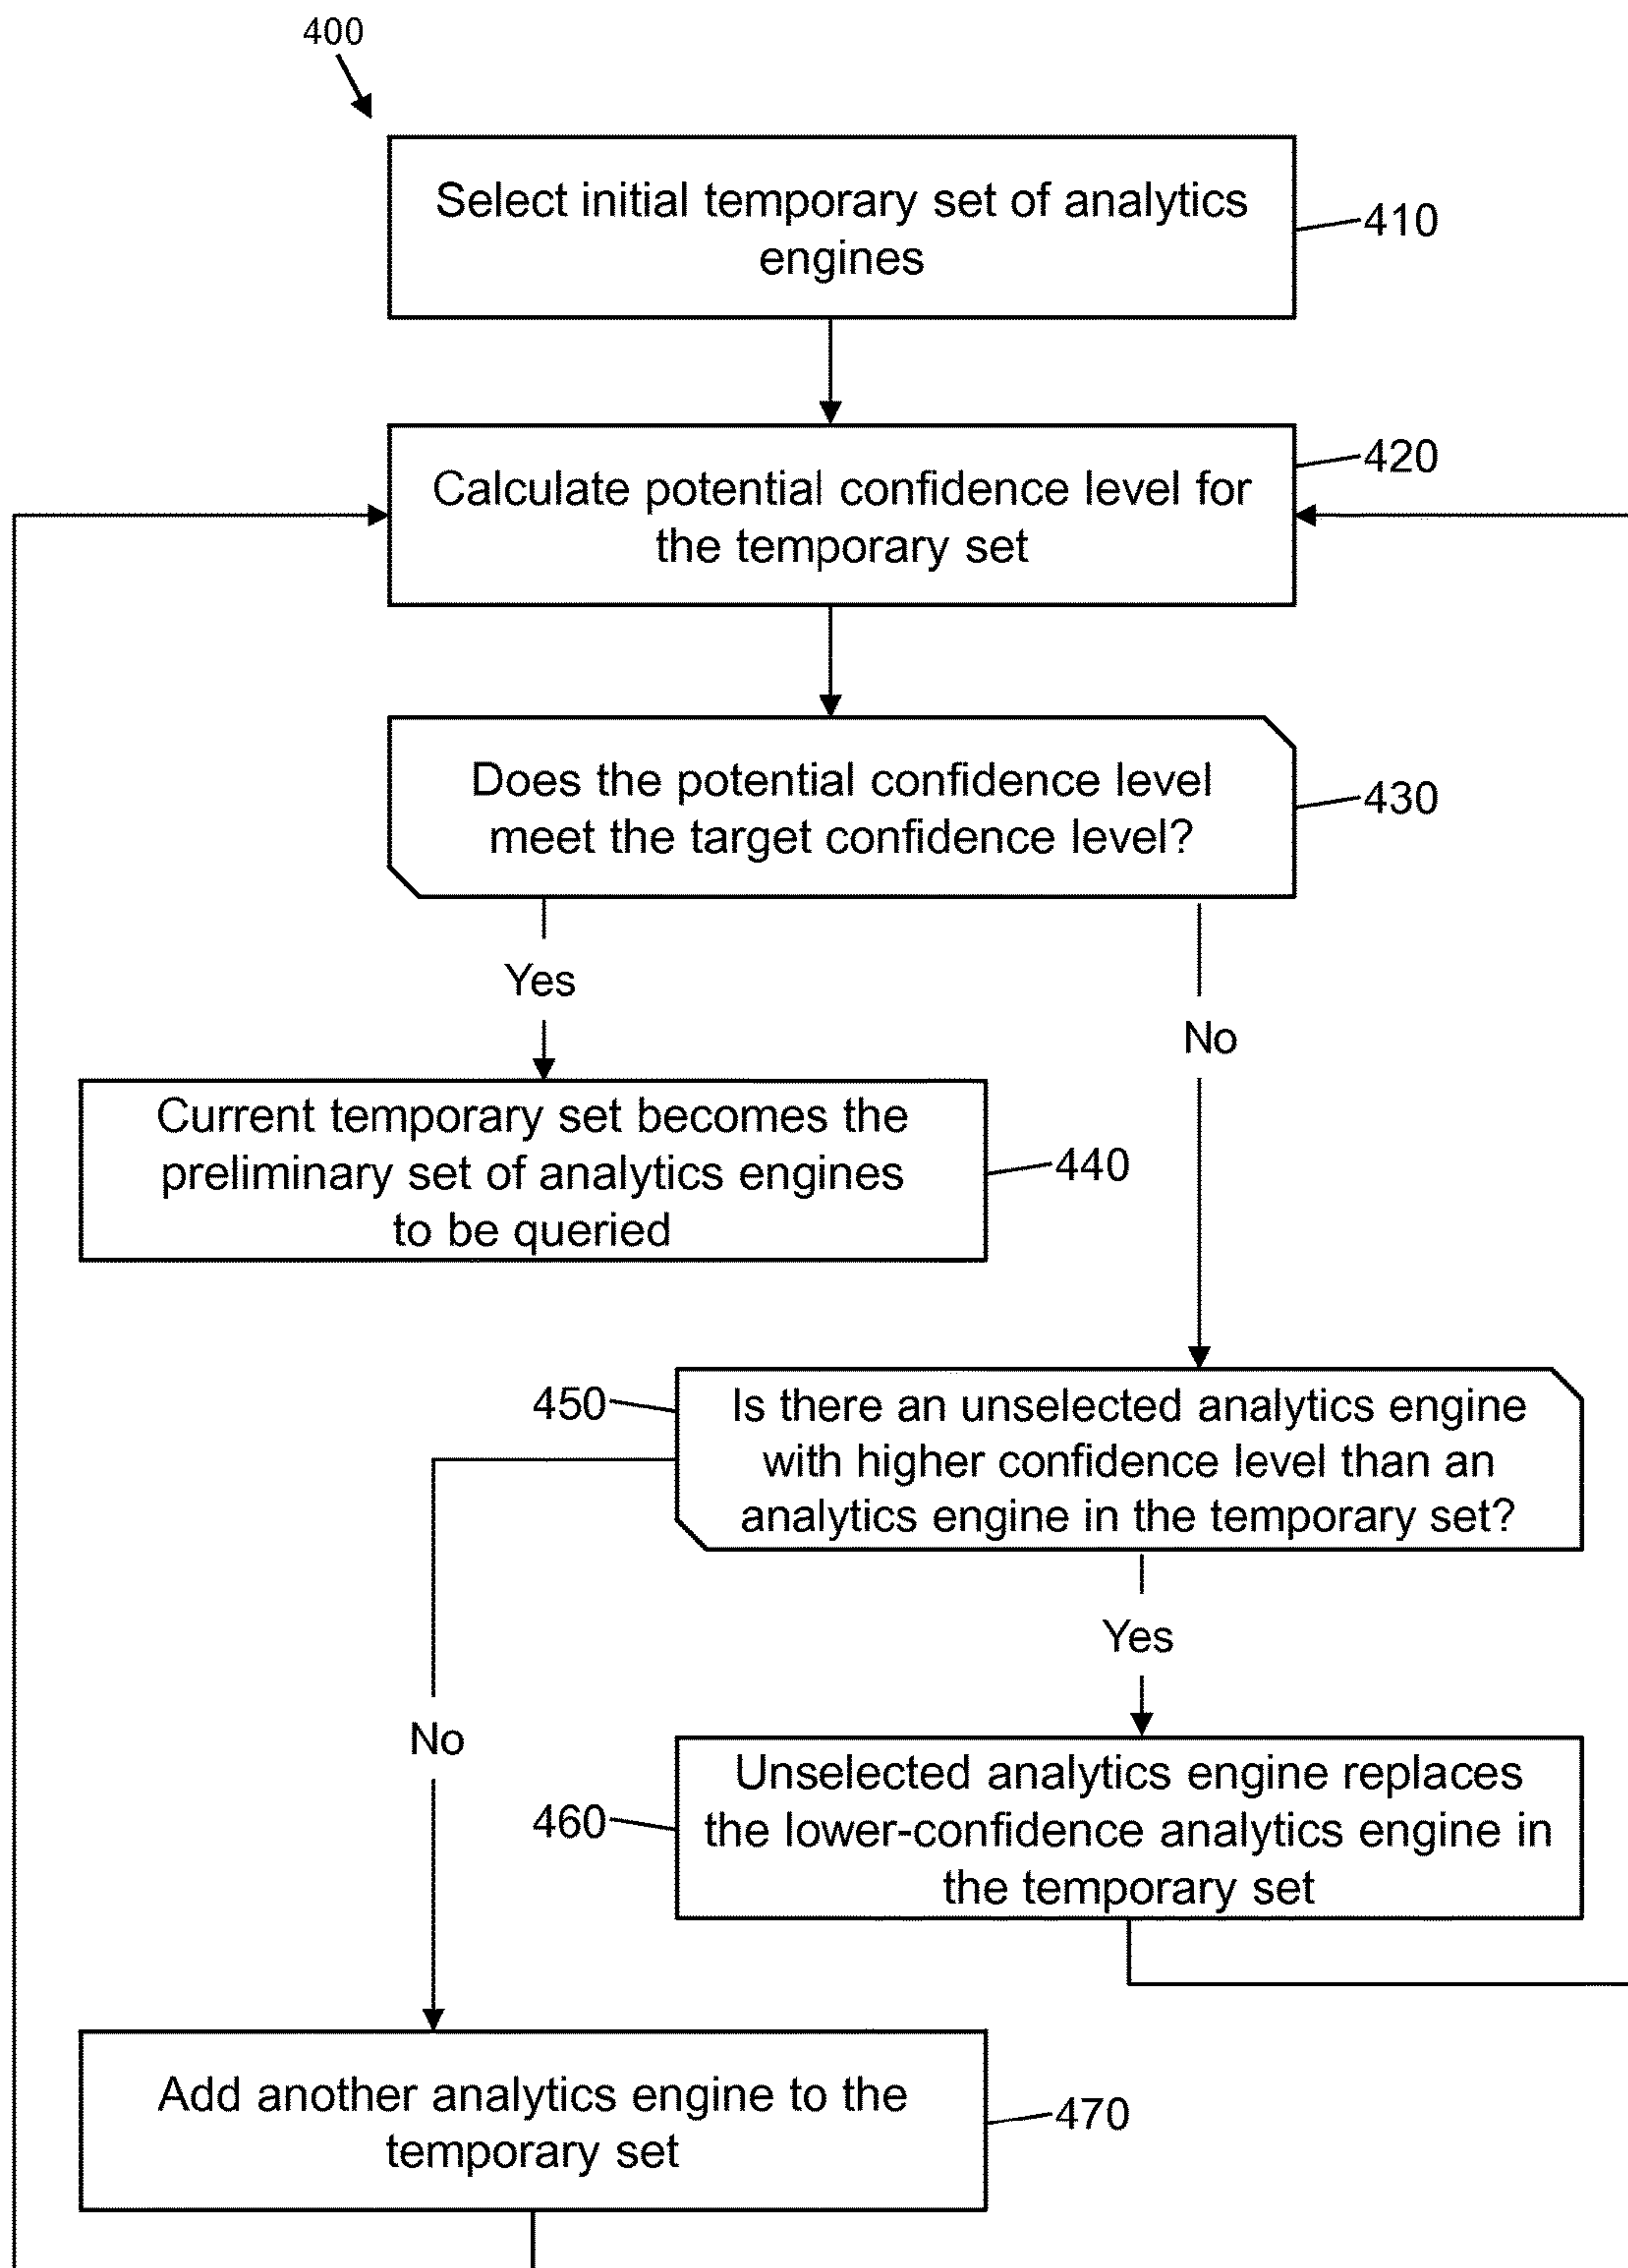 400
Select initial temporary set of analytics
engines
410
Calculate potential confidence level for
the temporary set
420
Does the potential confidence level
meet the target confidence level?
430
Yes
No
Current temporary set becomes the
preliminary set of analytics engines
to be queried
440
450
Is there an unselected analytics engine
with higher confidence level than an
analytics engine in the temporary set?
Yes
No
460
Unselected analytics engine replaces
the lower-confidence analytics engine in
the temporary set
Add another analytics engine to the
temporary set
470